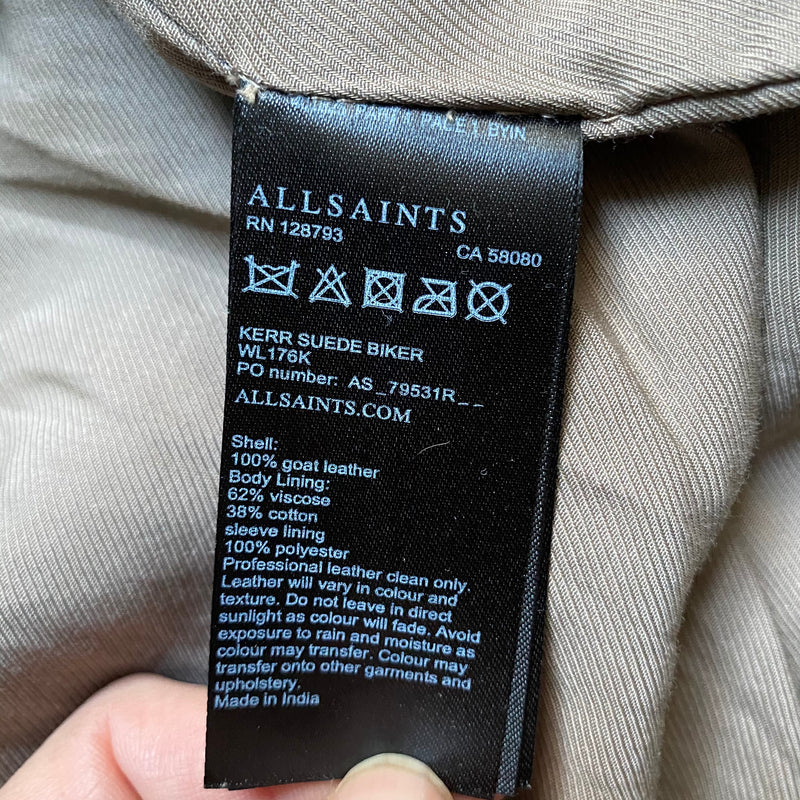 ALLSAINTS
RN 128793
CA 58080
KERR SUEDE BIKER
WL176K
PO number: AS_79531R_ _
ALLSAINTS.COM
Shell:
100% goat leather
Body Lining:
62% viscose
38% cotton
sleeve lining
100% polyester
Professional leather clean only.
Leather will vary in colour and
texture. Do not leave in direct
sunlight as colour will fade. Avoid
exposure to rain and moisture as
colour may transfer. Colour may
transfer onto other garments and
upholstery.
Made in India